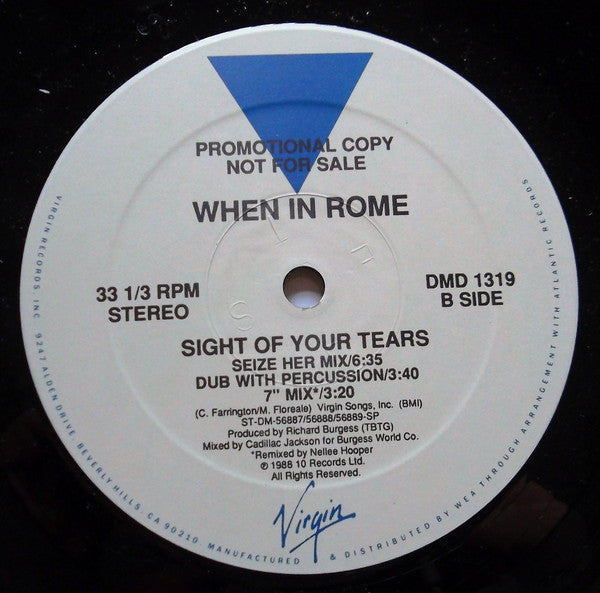 PROMOTIONAL COPY
NOT FOR SALE
WHEN IN ROME
33 1/3 RPM
STEREO
DMD 1319
B SIDE
SIGHT OF YOUR TEARS
SEIZE HER MIX/6:35
DUB WITH PERCUSSION/3:40
7" MIX*/3:20
(C. Farrington/M. Floreale) Virgin Songs, Inc. (BMI)
ST-DM-56887/56888/56889-SP
Produced by Richard Burgess (TBTG)
Mixed by Cadillac Jackson for Burgess World Co.
*Remixed by Nellee Hooper
℗ 1988 10 Records Ltd.
All Rights Reserved.
Virgin
VIRGIN RECORDS, INC. 9247 ALDEN DRIVE, BEVERLY HILLS, CA 90210 MANUFACTURED & DISTRIBUTED BY WEA THROUGH ARRANGEMENT WITH ATLANTIC RECORDS